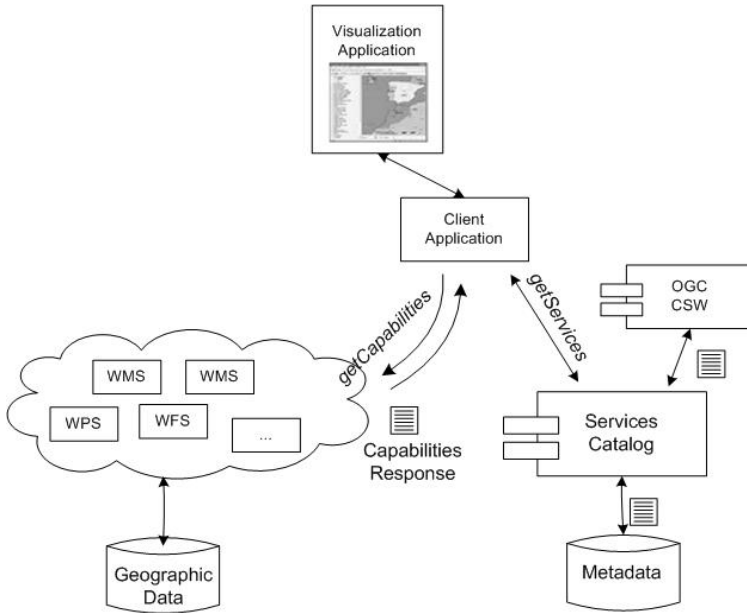 Visualization
Application
Client
Application
getCapabilities
getServices
OGC
CSW
WMS
WMS
WPS
WFS
...
Capabilities
Response
Services
Catalog
Geographic
Data
Metadata